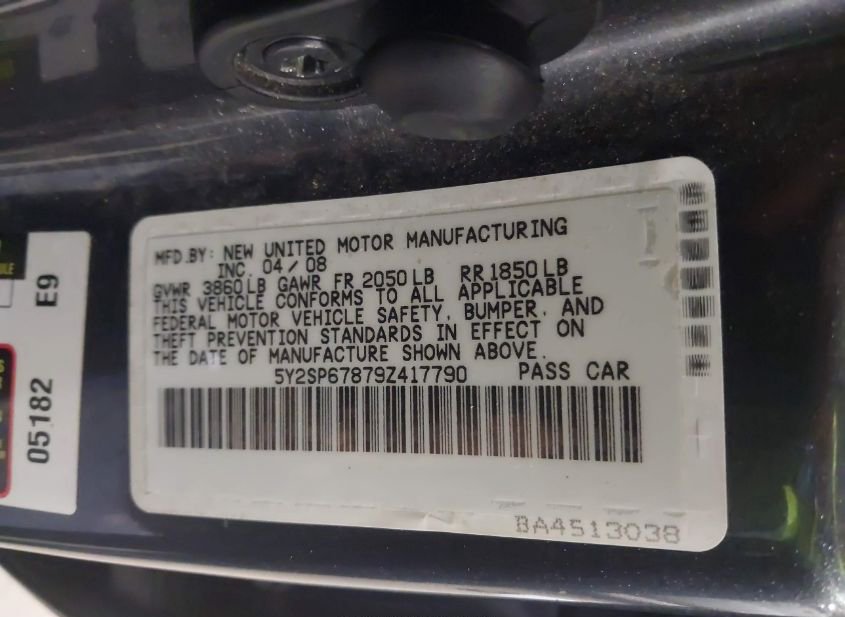 MFD.BY: NEW UNITED MOTOR MANUFACTURING
INC. 04/08
GVWR 3860LB GAWR FR 2050LB RR 1850LB
THIS VEHICLE CONFORMS TO ALL APPLICABLE
FEDERAL MOTOR VEHICLE SAFETY, BUMPER, AND
THEFT PREVENTION STANDARDS IN EFFECT ON
THE DATE OF MANUFACTURE SHOWN ABOVE.
5Y2SP67879Z417790 PASS CAR
BA4513038
05182 E9